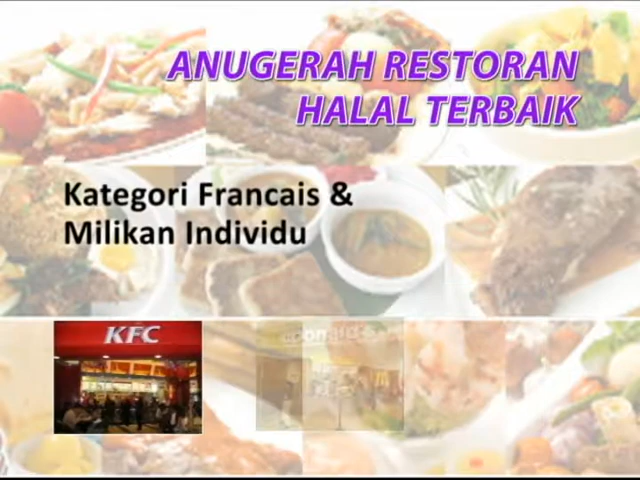 ANUGERAH RESTORAN
HALAL TERBAIK
Kategori Francais &
Milikan Individu
KFC